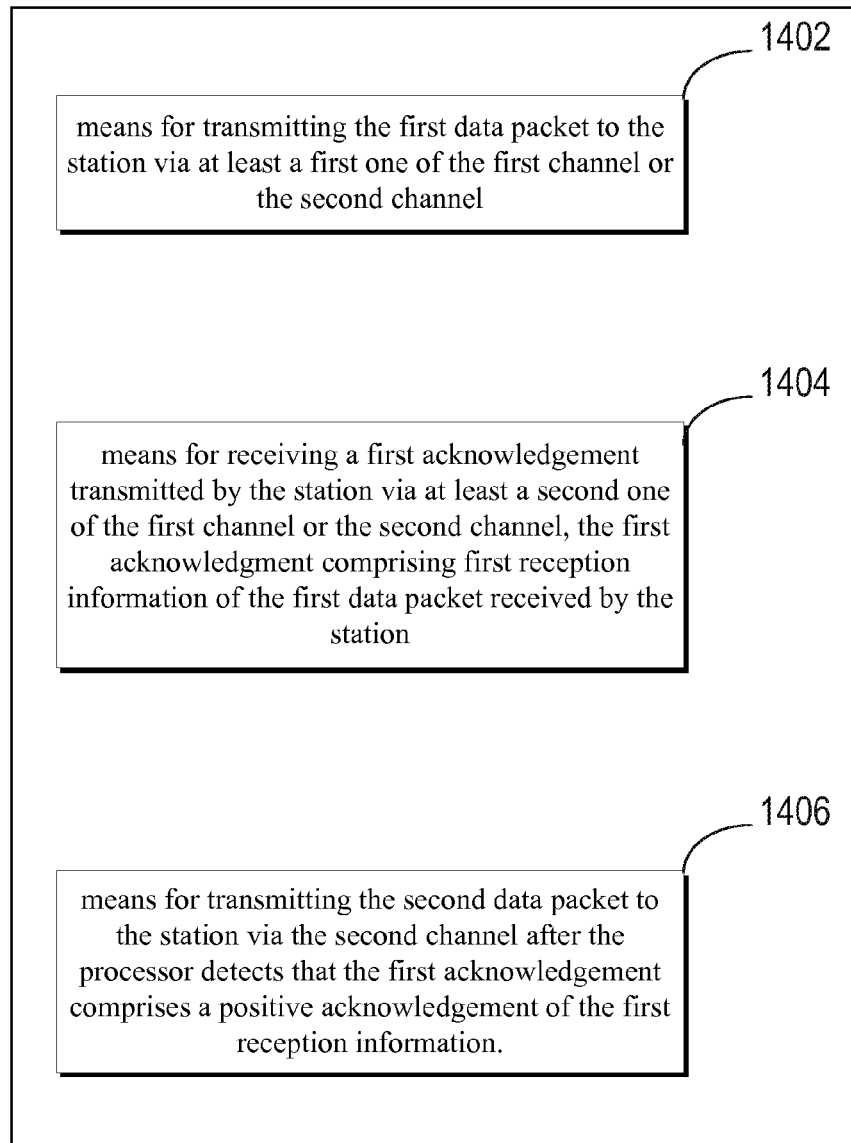 1402
means for transmitting the first data packet to the
station via at least a first one of the first channel or
the second channel
1404
means for receiving a first acknowledgement
transmitted by the station via at least a second one
of the first channel or the second channel, the first
acknowledgment comprising first reception
information of the first data packet received by the
station
1406
means for transmitting the second data packet to
the station via the second channel after the
processor detects that the first acknowledgement
comprises a positive acknowledgement of the first
reception information.